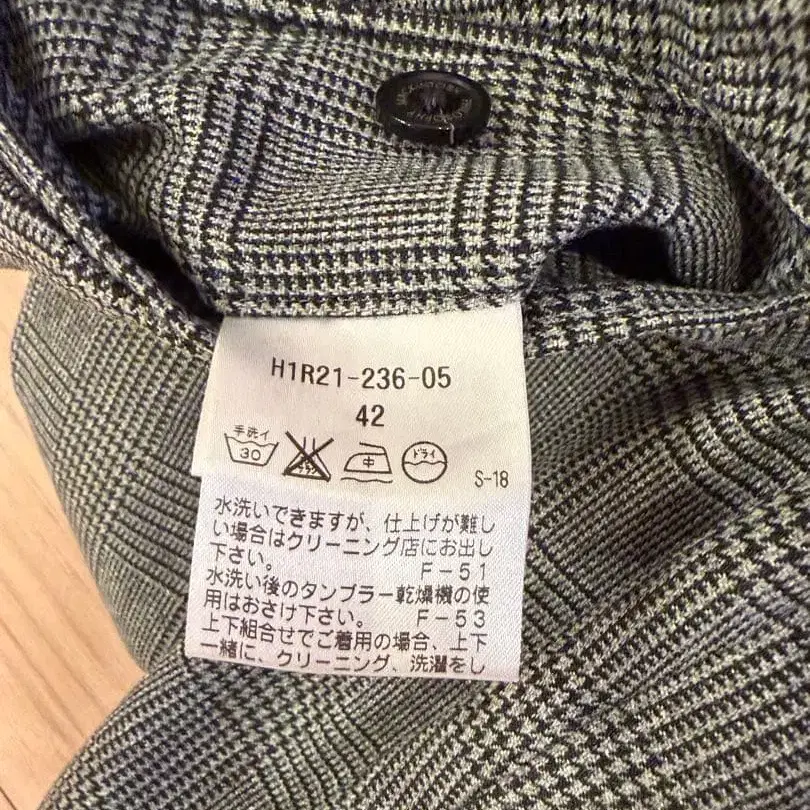 H1R21-236-05
42
手洗イ
30
中
ドライ
S-18
水洗いできますが、仕上げが難し
い場合はクリーニング店にお出し
下さい。 F-51
水洗い後のタンブラー乾燥機の使
用はおさけ下さい。 F-53
上下組合せでご着用の場合、上下
一緒に、クリーニング、洗濯をし